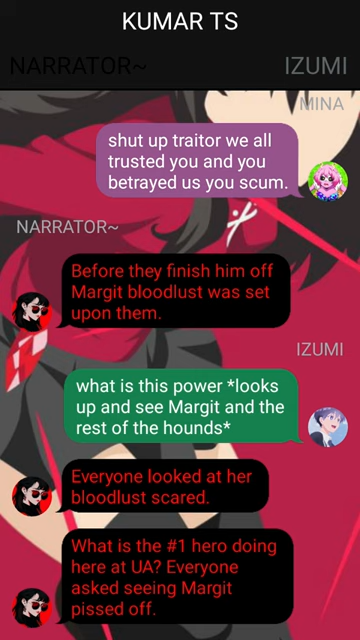 KUMAR TS
NARRATOR~
IZUMI
MINA
shut up traitor we all
trusted you and you
betrayed us you scum.
NARRATOR~
Before they finish him off
Margit bloodlust was set
upon them.
IZUMI
what is this power *looks
up and see Margit and the
rest of the hounds*
Everyone looked at her
bloodlust scared.
What is the #1 hero doing
here at UA? Everyone
asked seeing Margit
pissed off.